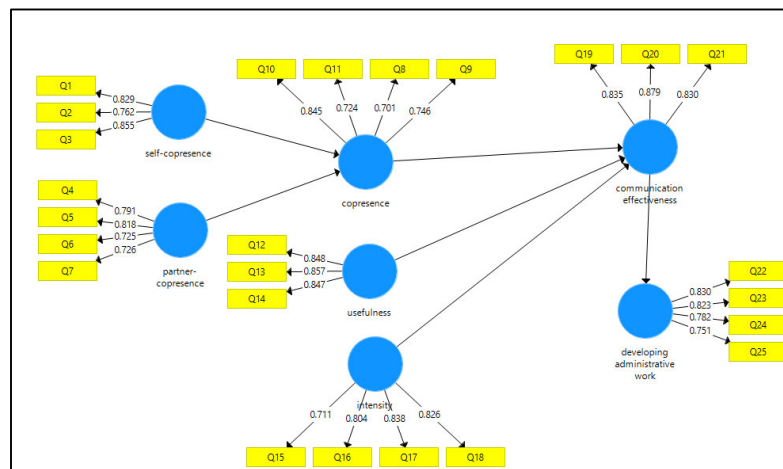 Q1
0.829
Q2
0.762
Q3
0.855
self-copresence
Q4
0.791
Q5
0.818
Q6
0.725
Q7
0.726
partner-
copresence
Q10 Q11 Q8 Q9
0.845 0.724 0.701 0.746
copresence
Q12
0.848
Q13
0.857
Q14
0.847
usefulness
intensity
0.711 0.804 0.838 0.826
Q15 Q16 Q17 Q18
Q19 Q20 Q21
0.835 0.879 0.830
communication
effectiveness
Q22
0.830
Q23
0.823
Q24
0.782
Q25
0.751
developing
administrative
work